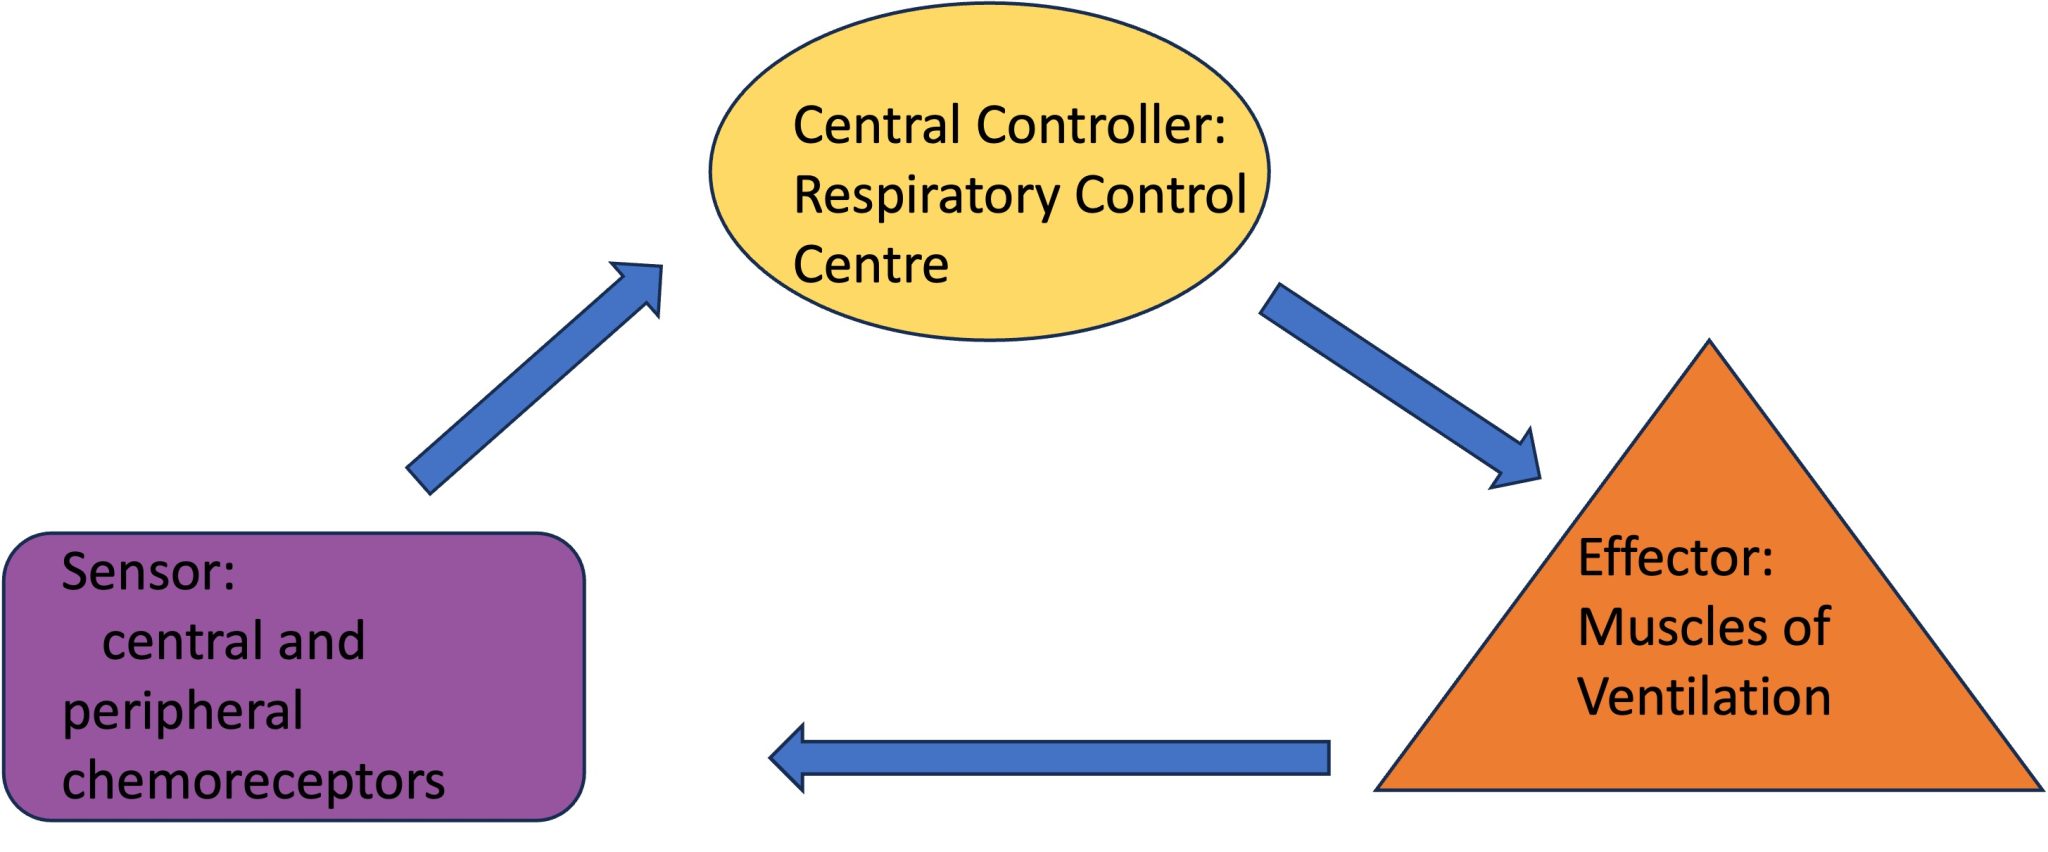 Central Controller:
Respiratory Control
Centre
Sensor:
central and
peripheral
chemoreceptors
Effector:
Muscles of
Ventilation